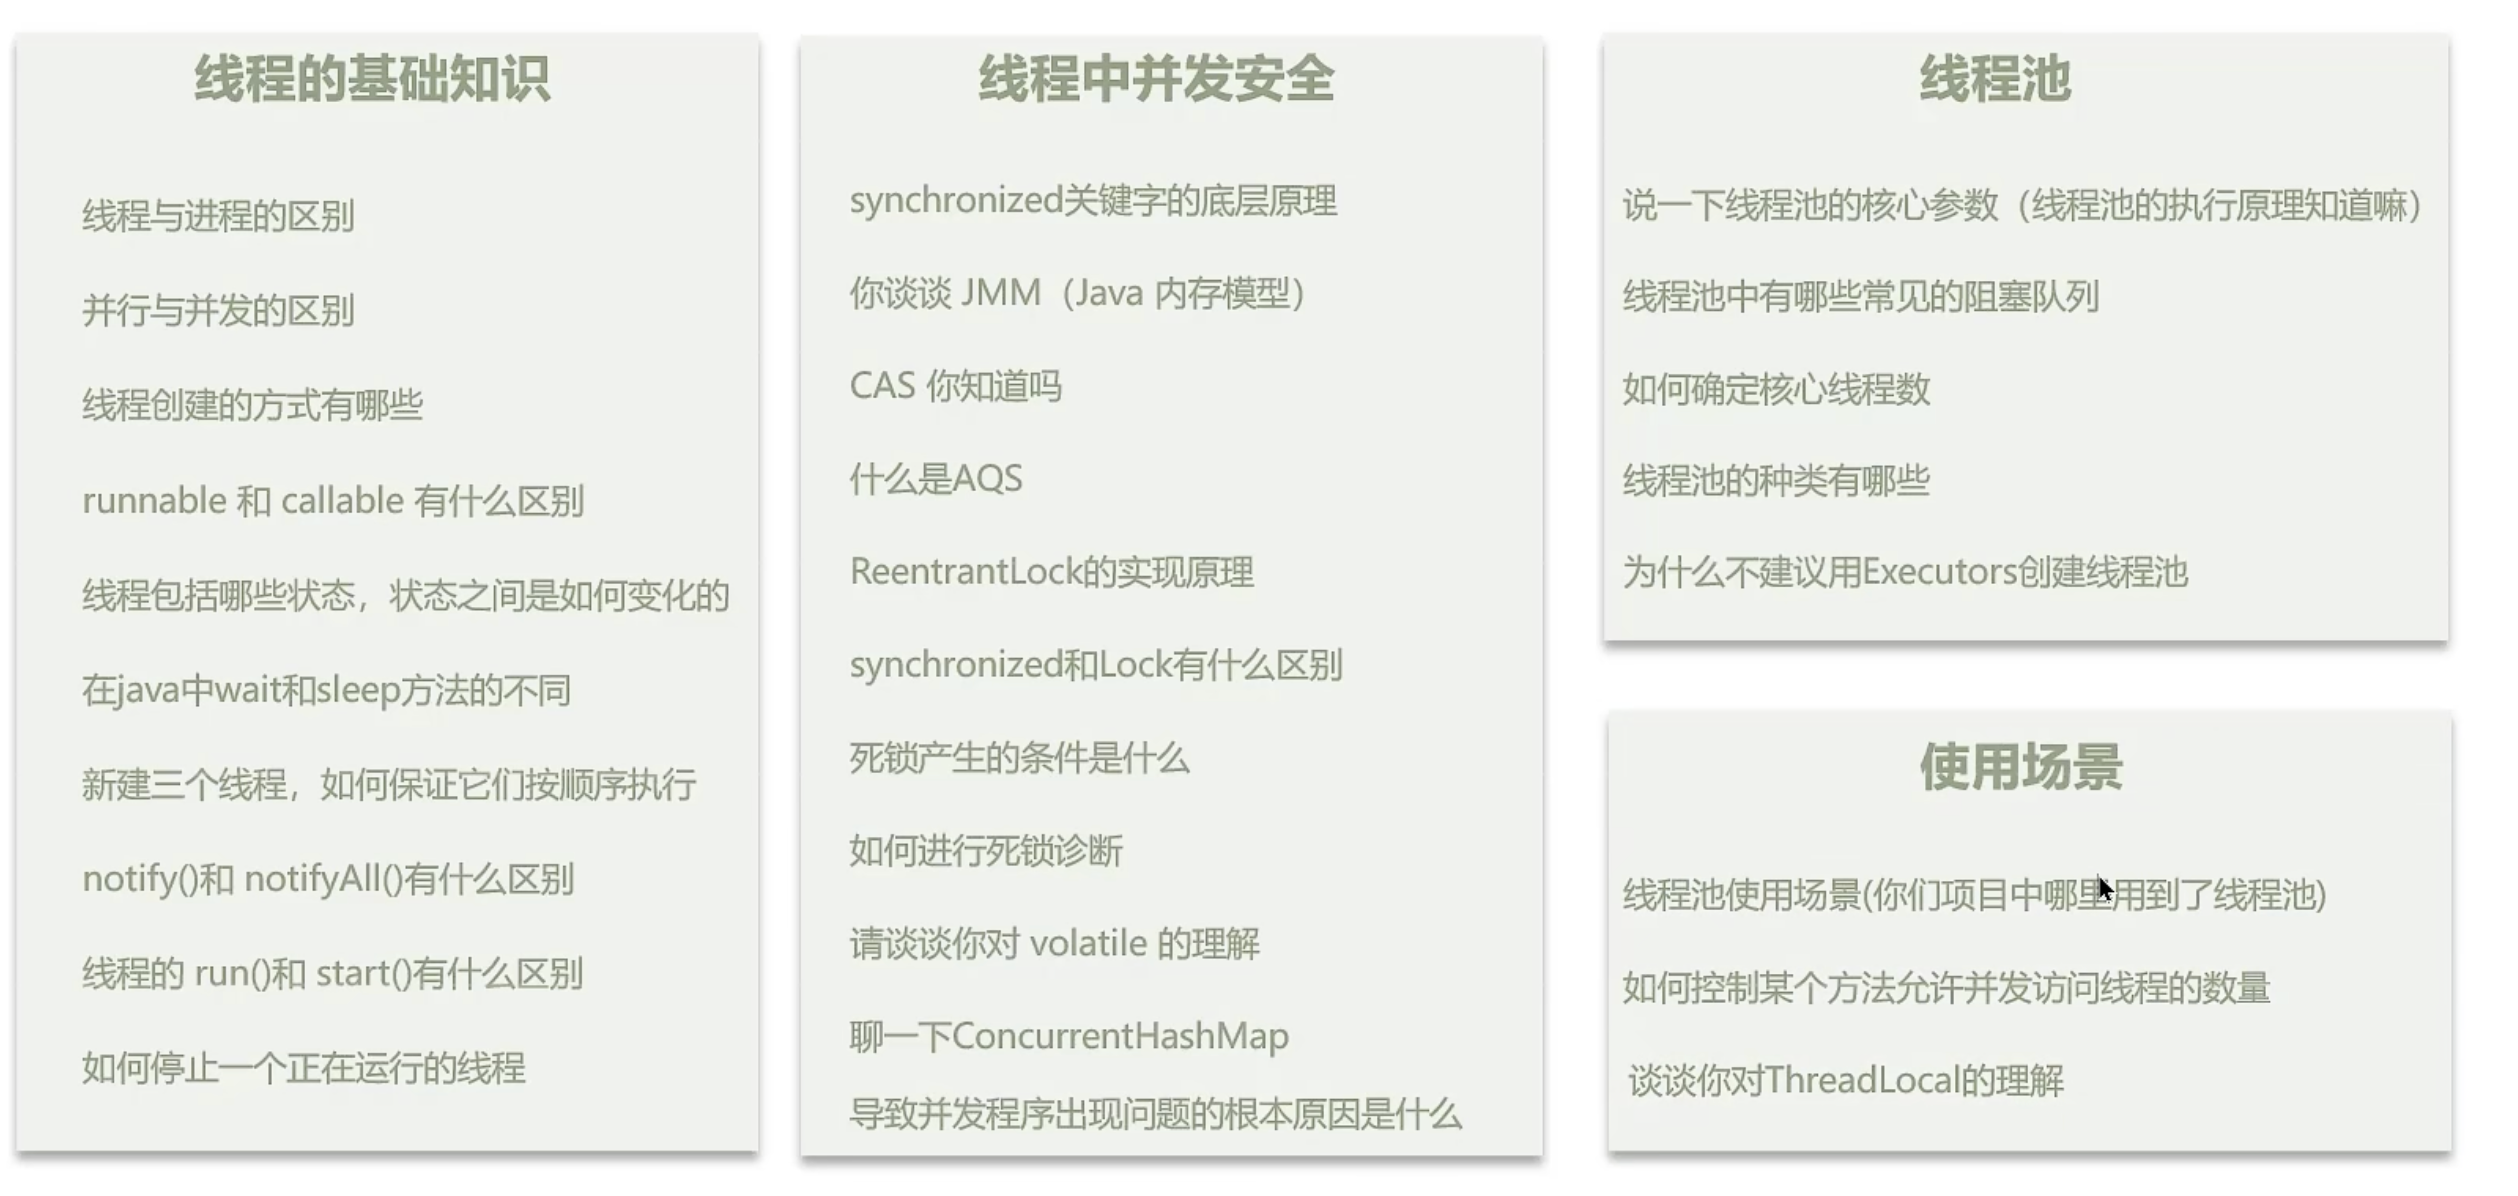 线程的基础知识
线程与进程的区别
并行与并发的区别
线程创建的方式有哪些
runnable 和 callable 有什么区别
线程包括哪些状态，状态之间是如何变化的
在java中wait和sleep方法的不同
新建三个线程，如何保证它们按顺序执行
notify()和 notifyAll()有什么区别
线程的 run()和 start()有什么区别
如何停止一个正在运行的线程
线程中并发安全
synchronized关键字的底层原理
你谈谈 JMM（Java 内存模型）
CAS 你知道吗
什么是AQS
ReentrantLock的实现原理
synchronized和Lock有什么区别
死锁产生的条件是什么
如何进行死锁诊断
请谈谈你对 volatile 的理解
聊一下ConcurrentHashMap
导致并发程序出现问题的根本原因是什么
线程池
说一下线程池的核心参数（线程池的执行原理知道嘛）
线程池中有哪些常见的阻塞队列
如何确定核心线程数
线程池的种类有哪些
为什么不建议用Executors创建线程池
使用场景
线程池使用场景(你们项目中哪里用到了线程池)
如何控制某个方法允许并发访问线程的数量
谈谈你对ThreadLocal的理解